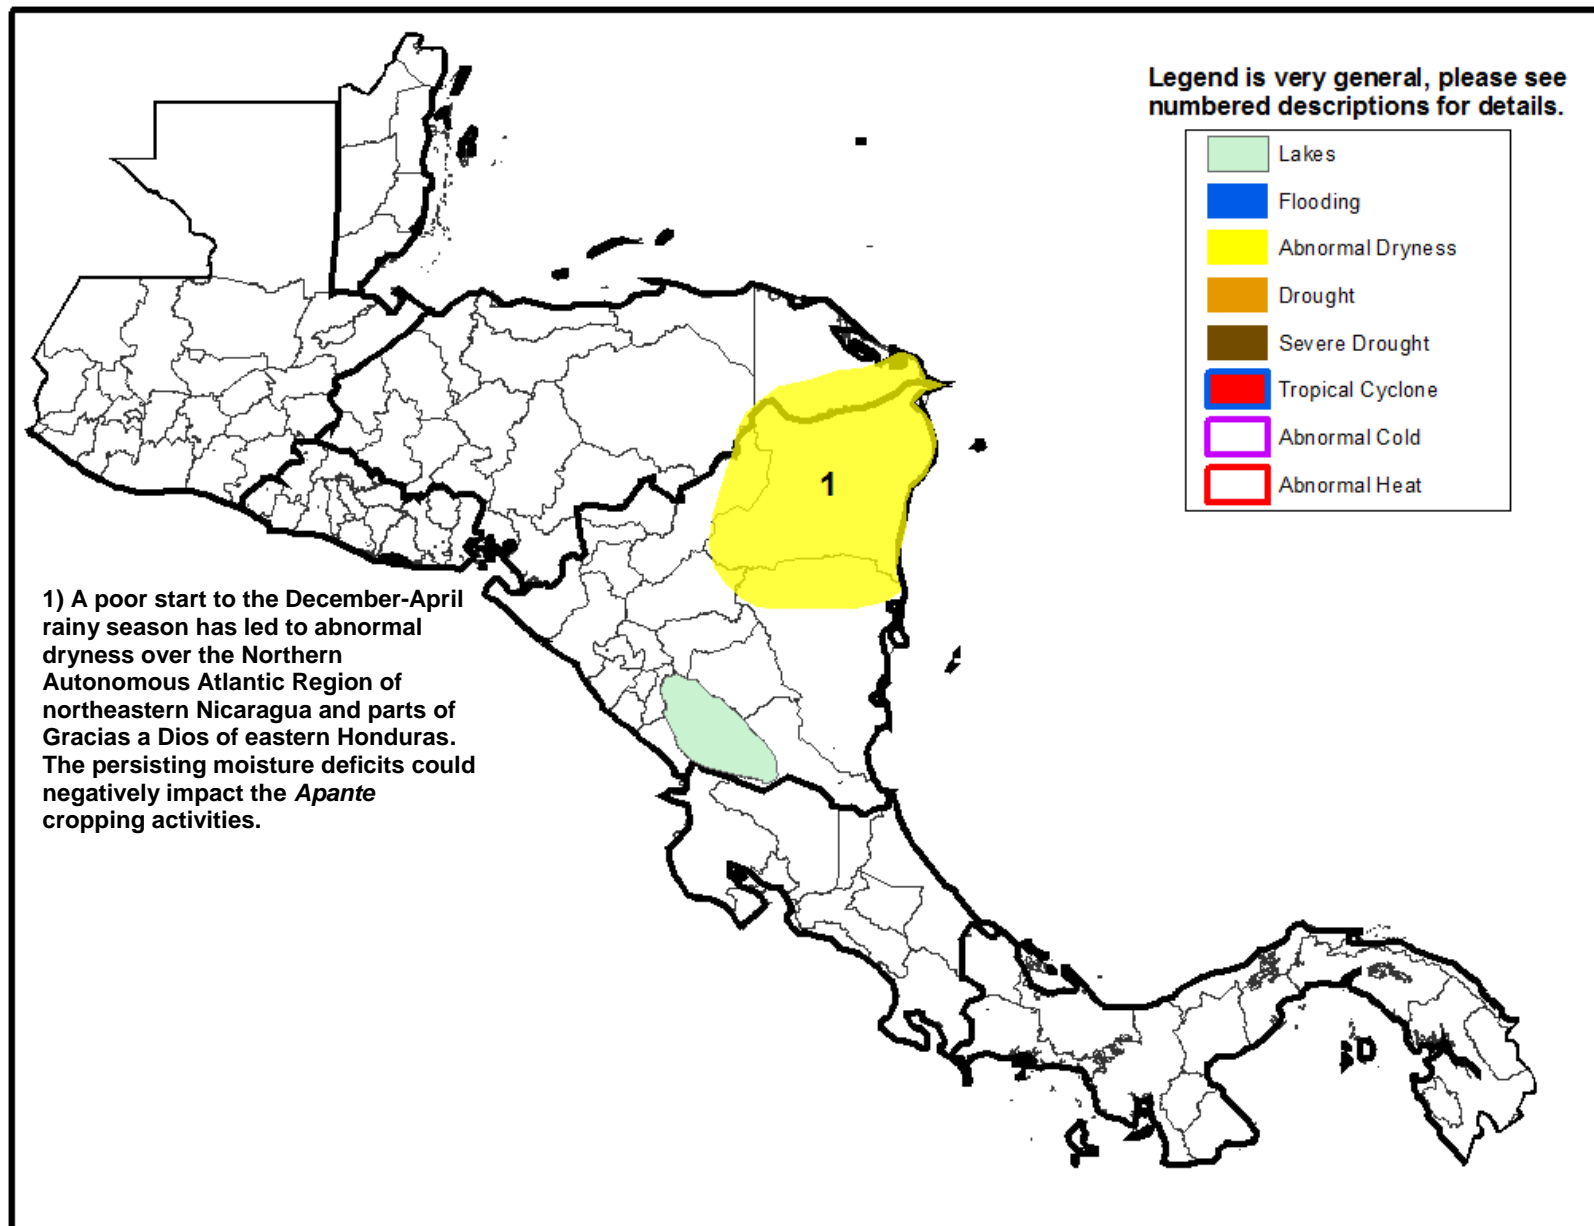 Legend is very general, please see
numbered descriptions for details.
Lakes
Flooding
Abnormal Dryness
Drought
Severe Drought
Tropical Cyclone
Abnormal Cold
Abnormal Heat
1
1) A poor start to the December-April
rainy season has led to abnormal
dryness over the Northern
Autonomous Atlantic Region of
northeastern Nicaragua and parts of
Gracias a Dios of eastern Honduras.
The persisting moisture deficits could
negatively impact the Apante
cropping activities.